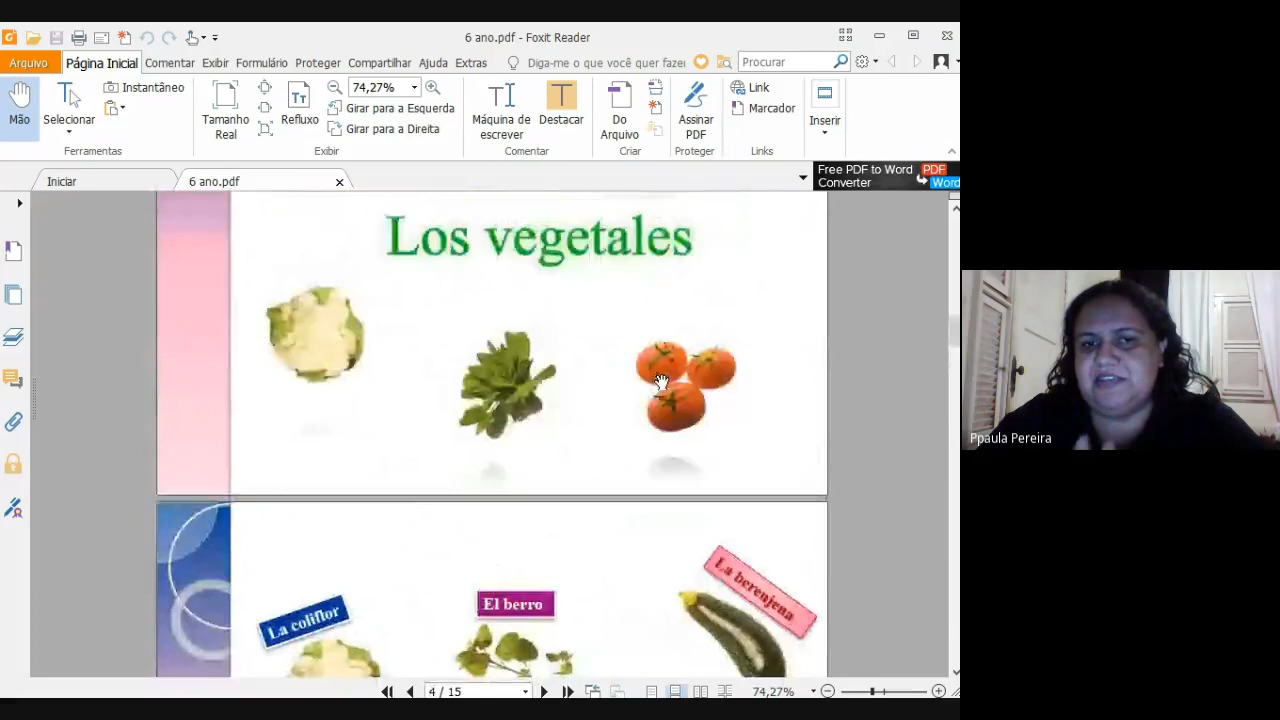 6 ano.pdf - Foxit Reader
Arquivo Página Inicial Comentar Exibir Formulário Proteger Compartilhar Ajuda Extras Diga-me o que você quer fazer Procurar
Mão
Selecionar
Instantâneo
Ferramentas
Tamanho Real
Refluxo
74,27%
Girar para a Esquerda
Girar para a Direita
Exibir
Máquina de escrever
Destacar
Comentar
Do Arquivo
Criar
Assinar PDF
Proteger
Link
Marcador
Links
Inserir
Iniciar
6 ano.pdf
Free PDF to Word
Converter
PDF
Word
Los vegetales
La coliflor
El berro
La berenjena
Ppaula Pereira
4 / 15
74,27%